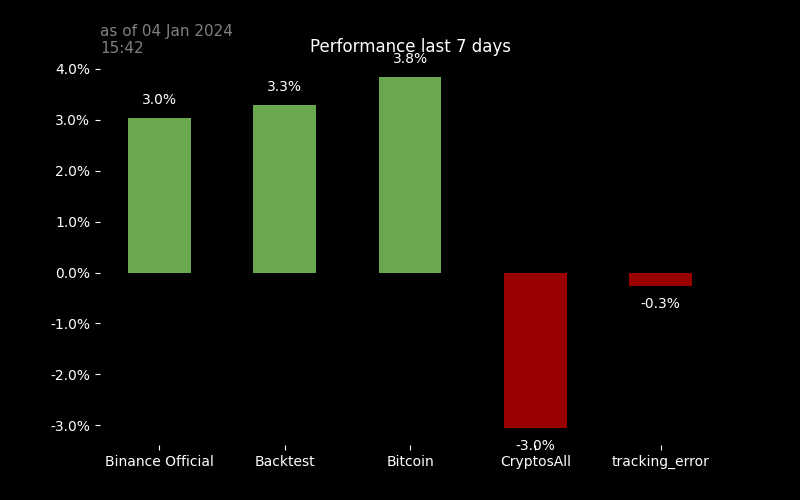 as of 04 Jan 2024
15:42
Performance last 7 days
4.0%
3.0%
2.0%
1.0%
0.0%
-1.0%
-2.0%
-3.0%
3.0%
3.3%
3.8%
-3.0%
-0.3%
Binance Official
Backtest
Bitcoin
CryptosAll
tracking_error